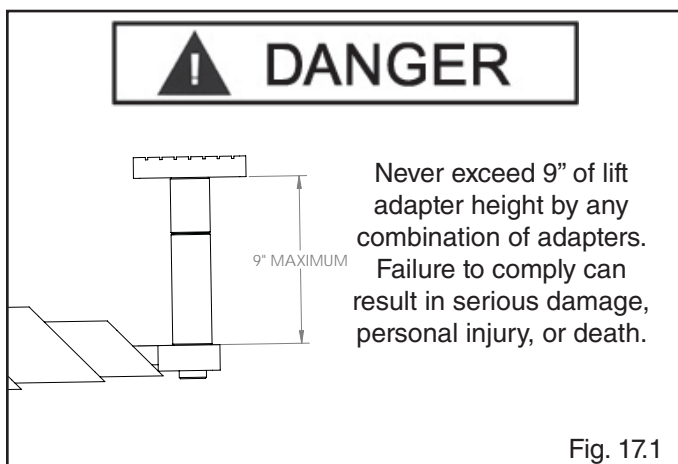 DANGER
9" MAXIMUM
Never exceed 9” of lift
adapter height by any
combination of adapters.
Failure to comply can
result in serious damage,
personal injury, or death.
Fig. 17.1